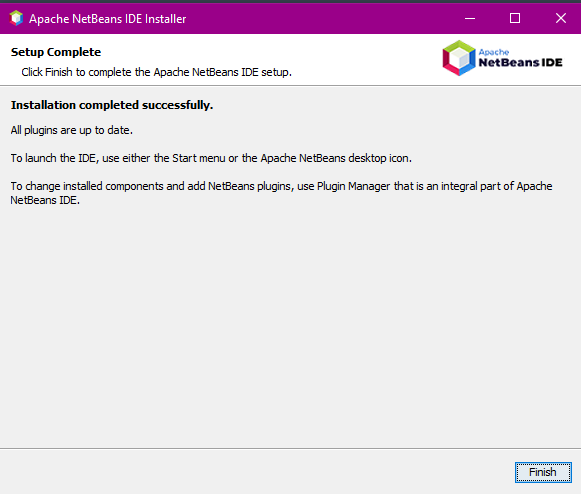 Apache NetBeans IDE Installer
Setup Complete
Click Finish to complete the Apache NetBeans IDE setup.
Apache
NetBeans IDE
Installation completed successfully.
All plugins are up to date.
To launch the IDE, use either the Start menu or the Apache NetBeans desktop icon.
To change installed components and add NetBeans plugins, use Plugin Manager that is an integral part of Apache
NetBeans IDE.
Finish